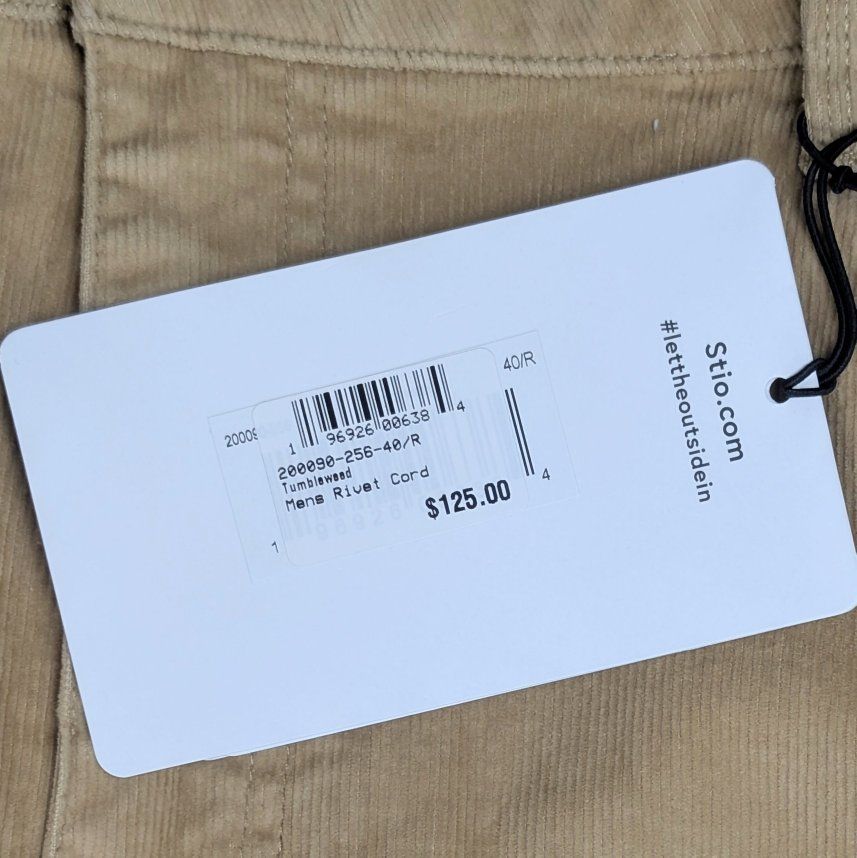 40/R
20009
1 96926 00638 4
200090-256-40/R
Tumbleweed
Mens Rivet Cord
$125.00
1
4
Stio.com
#lettheoutsidein